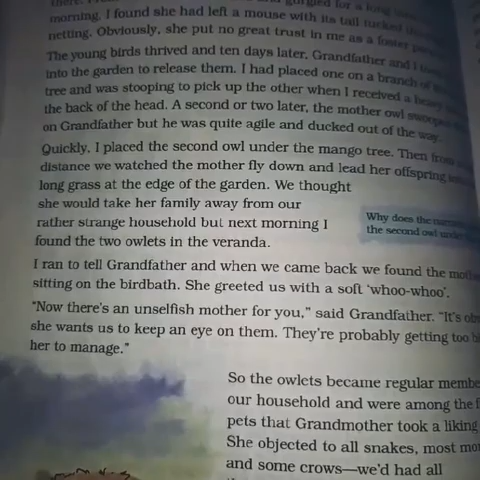 for a long
morning, I found she had left a mouse with its tail tucked
netting. Obviously, she put no great trust in me as a foster
The young birds thrived and ten days later, Grandfather and I
into the garden to release them. I had placed one on a branch of
tree and was stooping to pick up the other when I received a heavy
the back of the head. A second or two later, the mother owl swooped
on Grandfather but he was quite agile and ducked out of the way.
Quickly, I placed the second owl under the mango tree. Then from
distance we watched the mother fly down and lead her offspring
long grass at the edge of the garden. We thought
she would take her family away from our
rather strange household but next morning I
found the two owlets in the veranda.
Why does the
the second owl
I ran to tell Grandfather and when we came back we found the
sitting on the birdbath. She greeted us with a soft 'whoo-whoo'.
"Now there's an unselfish mother for you," said Grandfather. "It's
she wants us to keep an eye on them. They're probably getting too
her to manage."
So the owlets became regular
our household and were among the
pets that Grandmother took a liking
She objected to all snakes, most
and some crows—we'd had all